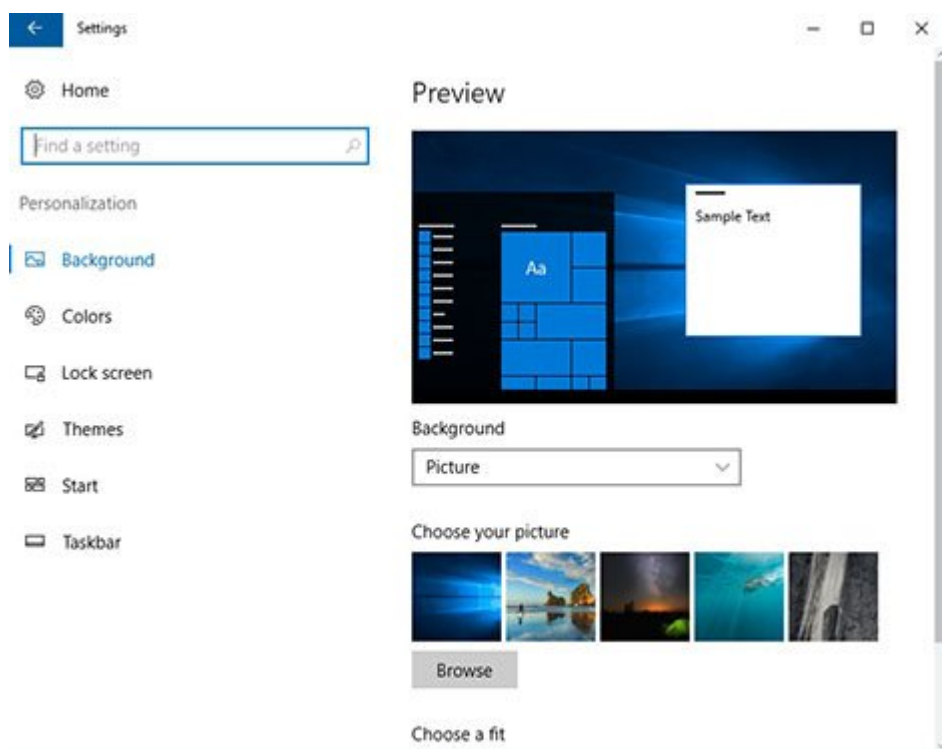 Settings
Home
Find a setting
Personalization
Background
Colors
Lock screen
Themes
Start
Taskbar
Preview
Sample Text
Aa
Background
Picture
Choose your picture
Browse
Choose a fit